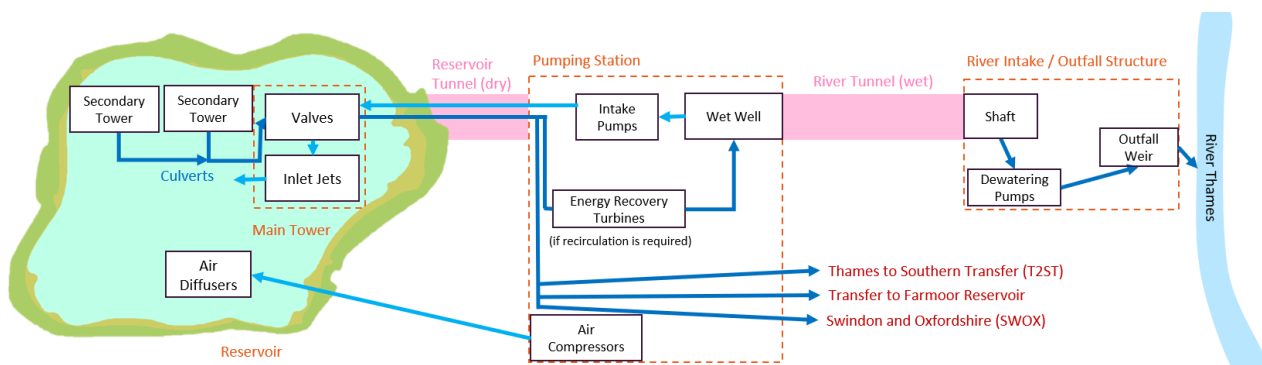 Reservoir
Tunnel (dry)
Pumping Station
River Tunnel (wet)
River Intake / Outfall Structure
Secondary
Tower
Secondary
Tower
Valves
Intake
Pumps
Wet Well
Shaft
Outfall
Weir
River Thames
Culverts
Inlet Jets
Dewatering
Pumps
Main Tower
Energy Recovery
Turbines
(if recirculation is required)
Air
Diffusers
Thames to Southern Transfer (T2ST)
Transfer to Farmoor Reservoir
Swindon and Oxfordshire (SWOX)
Air
Compressors
Reservoir